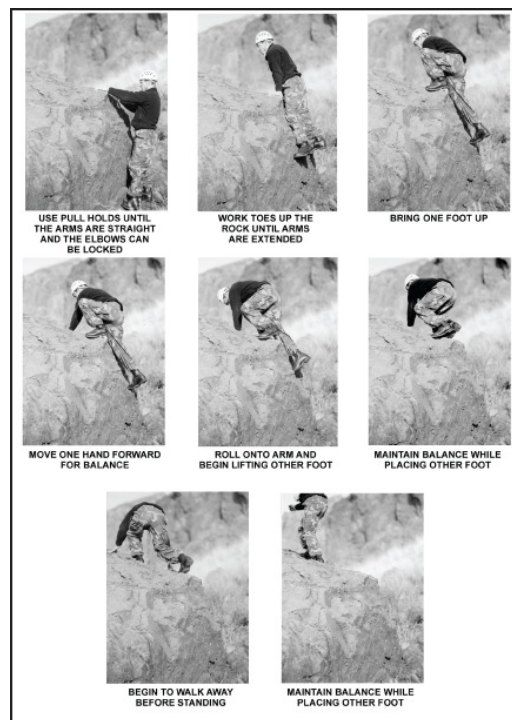 USE PULL HOLDS UNTIL
THE ARMS ARE STRAIGHT
AND THE ELBOWS CAN
BE LOCKED
WORK TOES UP THE
ROCK UNTIL ARMS
ARE EXTENDED
BRING ONE FOOT UP
MOVE ONE HAND FORWARD
FOR BALANCE
ROLL ONTO ARM AND
BEGIN LIFTING OTHER FOOT
MAINTAIN BALANCE WHILE
PLACING OTHER FOOT
BEGIN TO WALK AWAY
BEFORE STANDING
MAINTAIN BALANCE WHILE
PLACING OTHER FOOT